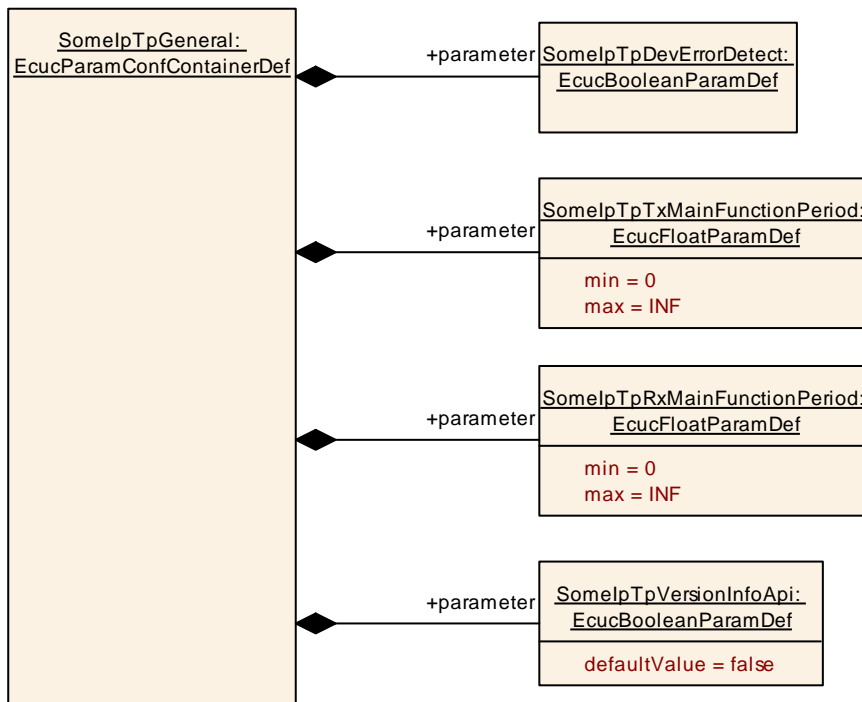 SomeIpTpGeneral:
EcucParamConfContainerDef
+parameter
SomeIpTpDevErrorDetect:
EcucBooleanParamDef
+parameter
SomeIpTpTxMainFunctionPeriod:
EcucFloatParamDef
min = 0
max = INF
+parameter
SomeIpTpRxMainFunctionPeriod:
EcucFloatParamDef
min = 0
max = INF
+parameter
SomeIpTpVersionInfoApi:
EcucBooleanParamDef
defaultValue = false